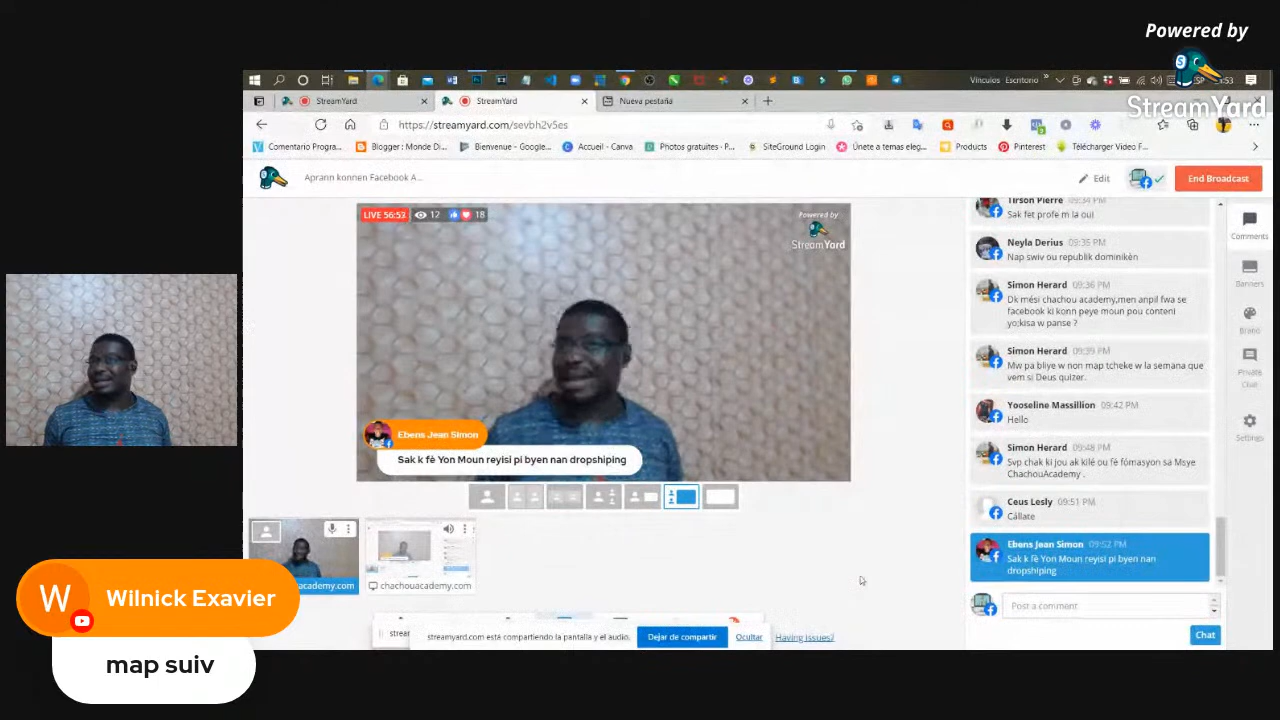 Powered by
StreamYard
Vínculos Escritorio
StreamYard
StreamYard
Nueva pestaña
https://streamyard.com/sevbh2v5es
Comentario Progra...
Blogger : Monde Di...
Bienvenue - Google...
Accueil - Canva
Photos gratuites - P...
SiteGround Login
Únete a temas eleg...
Products
Pinterest
Télécharger Video F...
Aprann konnen Facebook A...
Edit
End Broadcast
LIVE 56:53
12
18
Powered by
StreamYard
Tirson Pierre 09:34 PM
Sak fet profe m la oui
Neyla Derius 09:35 PM
Nap swiv ou republik dominikèn
Simon Herard 09:36 PM
Dk mési chachou academy,men anpil fwa se
facebook ki konn peye moun pou conteni
yo;kisa w panse ?
Simon Herard 09:39 PM
Mw pa bliye w non map tcheke w la semana que
vem si Deus quizer.
Yooseline Massillion 09:42 PM
Hello
Simon Herard 09:48 PM
Svp chak ki jou ak kilé ou fè fòmasyon sa Msye
ChachouAcademy .
Ceus Lesly 09:51 PM
Cállate
Ebens Jean Simon 09:52 PM
Sak k fè Yon Moun reyisi pi byen nan
dropshiping
Post a comment
Chat
Comments
Banners
Brand
Private
Chat
Settings
Ebens Jean Simon
Sak k fè Yon Moun reyisi pi byen nan dropshiping
academy.com
chachouacademy.com
streamyard.com está compartiendo la pantalla y el audio.
Dejar de compartir
Ocultar
Having issues?
W
Wilnick Exavier
map suiv